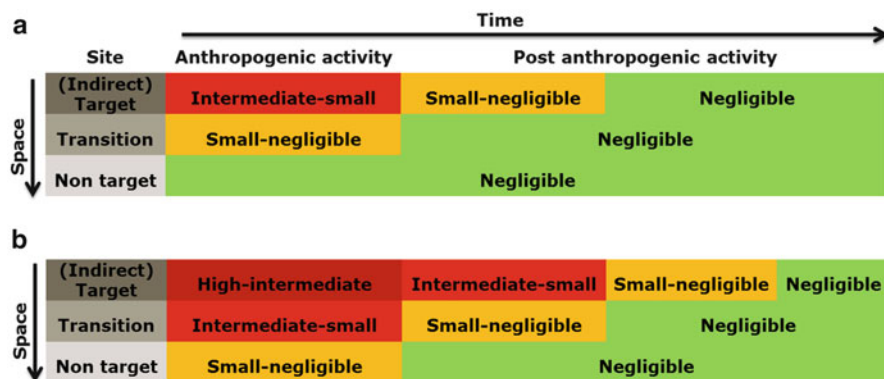 a
Time
Site Anthropogenic activity Post anthropogenic activity
Space
(Indirect)
Target Intermediate-small Small-negligible Negligible
Transition Small-negligible Negligible
Non target Negligible
b
Space
(Indirect)
Target High-intermediate Intermediate-small Small-negligible Negligible
Transition Intermediate-small Small-negligible Negligible
Non target Small-negligible Negligible